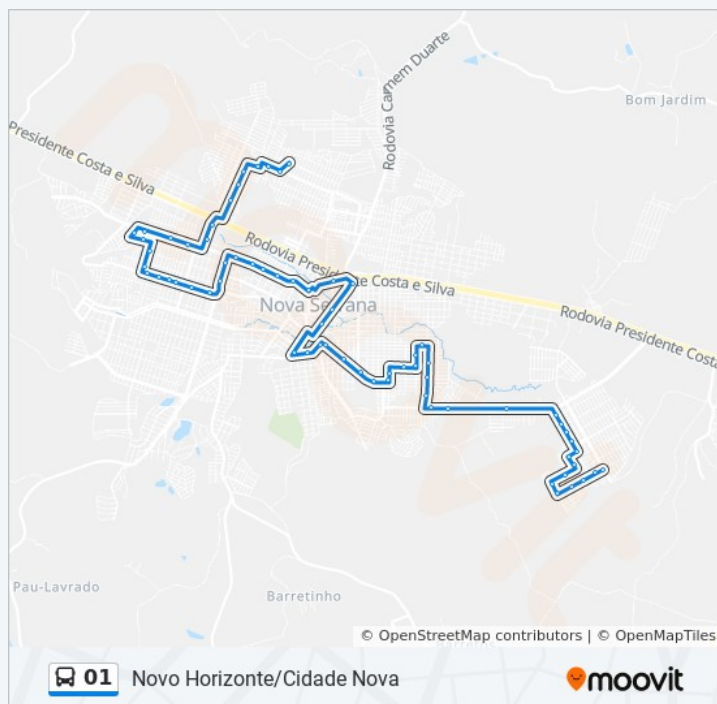 Rodovia Carmem Duarte
Bom Jardim
Presidente Costa e Silva
Rodovia Presidente Costa e Silva
Nova Serrana
Rodovia Presidente Costa
Pau-Lavrado
Barretinho
© OpenStreetMap contributors | © OpenMapTiles
01 Novo Horizonte/Cidade Nova
moovit